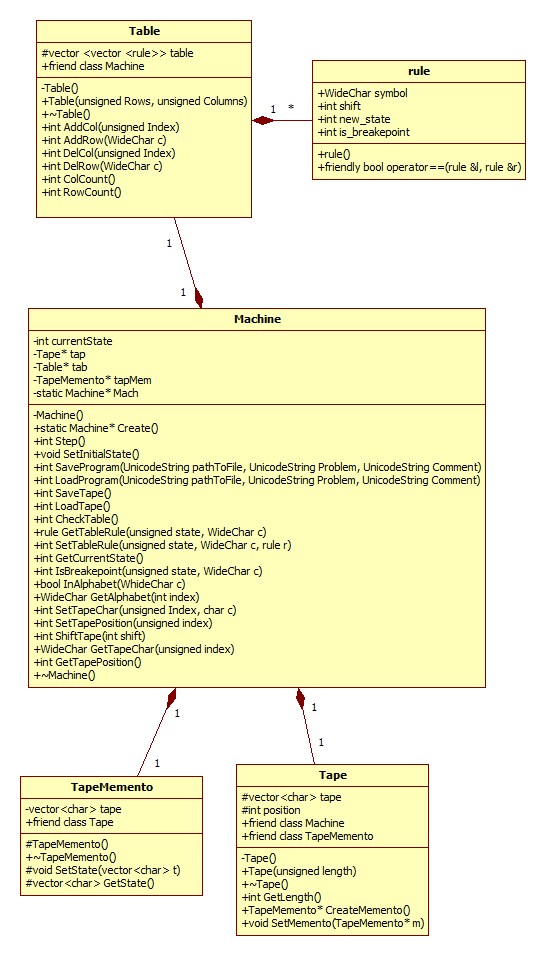 Table
#vector <vector <rule>> table
+friend class Machine
-Table()
+Table(unsigned Rows, unsigned Columns)
+~Table()
+int AddCol(unsigned Index)
+int AddRow(WideChar c)
+int DelCol(unsigned Index)
+int DelRow(WideChar c)
+int ColCount()
+int RowCount()
1 *
rule
+WideChar symbol
+int shift
+int new_state
+int is_breakepoint
+rule()
+friendly bool operator==(rule &l, rule &r)
1
1
Machine
-int currentState
-Tape* tap
-Table* tab
-TapeMemento* tapMem
-static Machine* Mach
-Machine()
+static Machine* Create()
+int Step()
+void SetInitialState()
+int SaveProgram(UnicodeString pathToFile, UnicodeString Problem, UnicodeString Comment)
+int LoadProgram(UnicodeString pathToFile, UnicodeString Problem, UnicodeString Comment)
+int SaveTape()
+int LoadTape()
+int CheckTable()
+rule GetTableRule(unsigned state, WideChar c)
+int SetTableRule(unsigned state, WideChar c, rule r)
+int GetCurrentState()
+int IsBreakepoint(unsigned state, WideChar c)
+bool InAlphabet(WhideChar c)
+WideChar GetAlphabet(int index)
+int SetTapeChar(unsigned Index, char c)
+int SetTapePosition(unsigned index)
+int ShiftTape(int shift)
+WideChar GetTapeChar(unsigned index)
+int GetTapePosition()
+~Machine()
1
1
1
1
TapeMemento
-vector<char> tape
+friend class Tape
#TapeMemento()
+~TapeMemento()
#void SetState(vector<char> t)
#vector<char> GetState()
Tape
#vector<char> tape
#int position
+friend class Machine
+friend class TapeMemento
-Tape()
+Tape(unsigned length)
+~Tape()
+int GetLength()
+TapeMemento* CreateMemento()
+void SetMemento(TapeMemento* m)